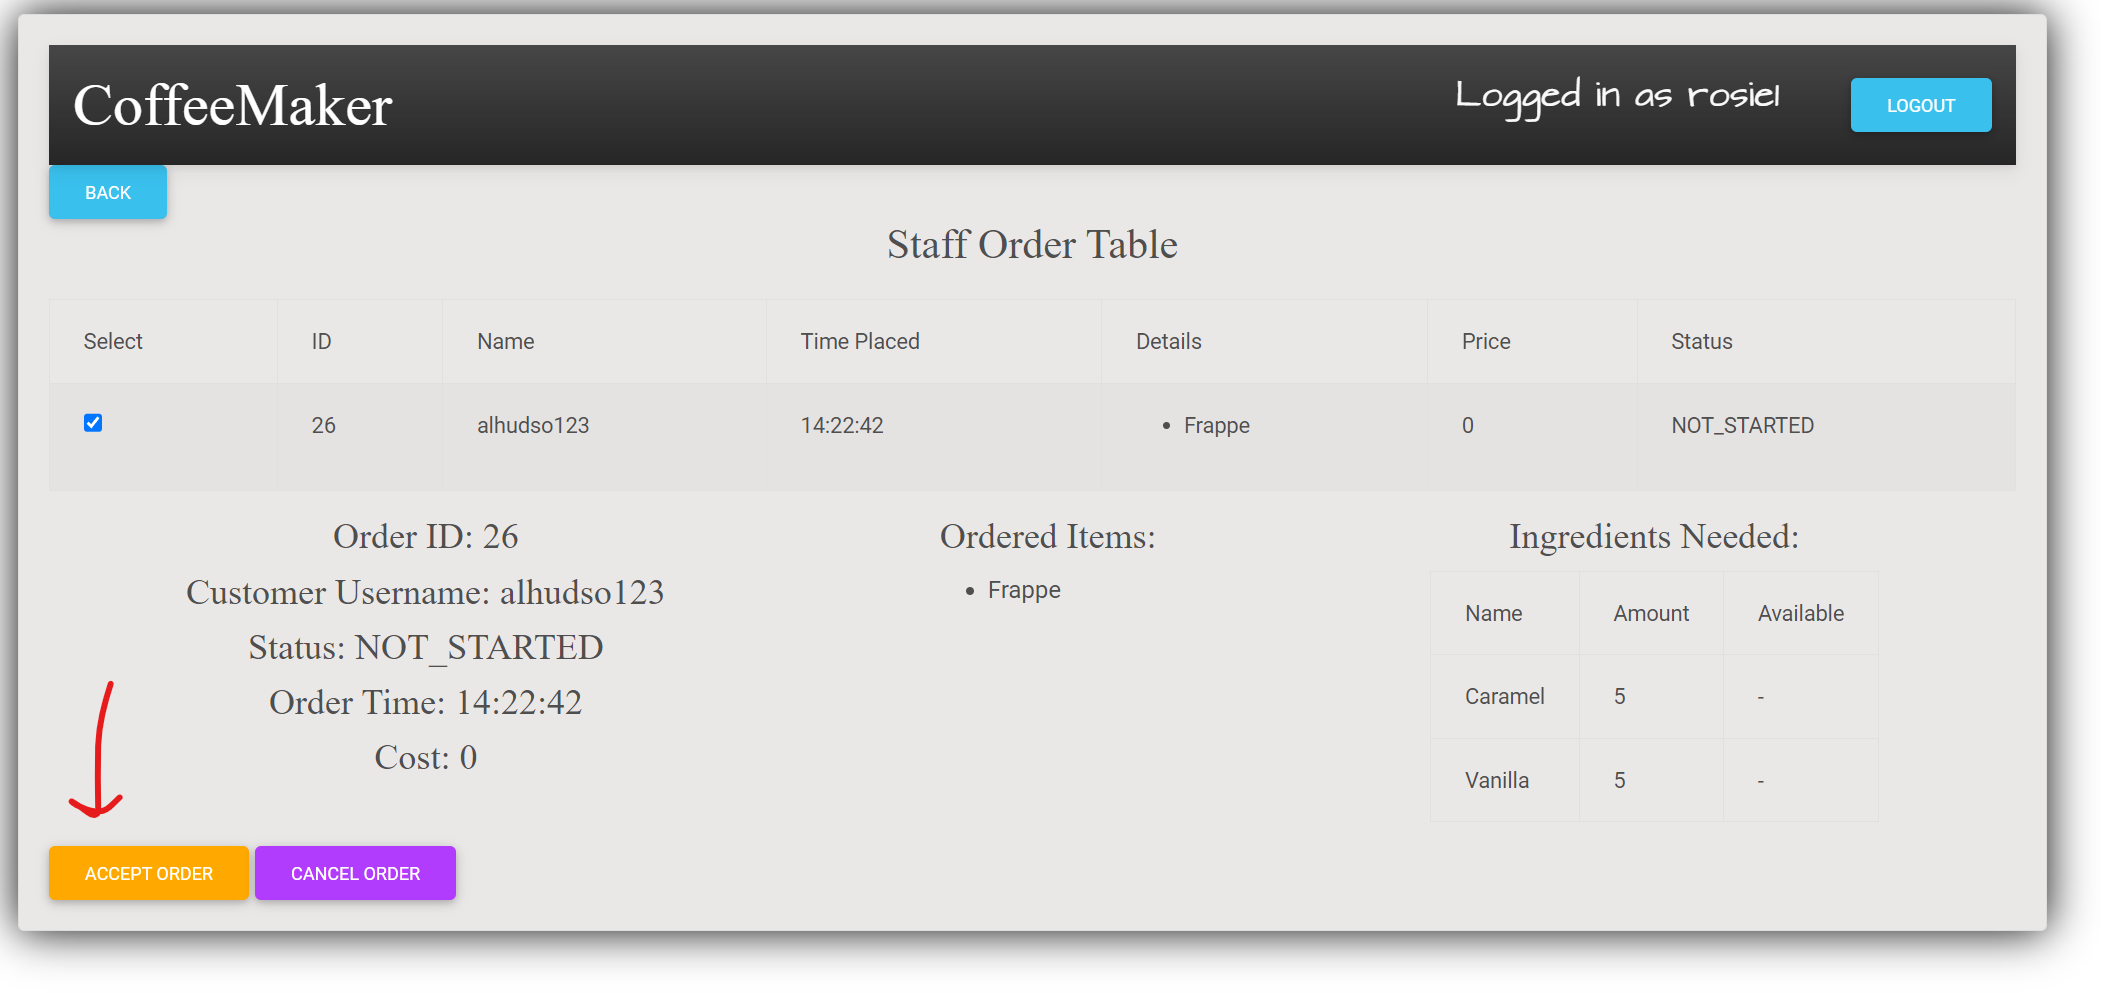 CoffeeMaker
Logged in as rosiel
LOGOUT
BACK
Staff Order Table
Select ID Name Time Placed Details Price Status
26 alhudso123 14:22:42 • Frappe 0 NOT_STARTED
Order ID: 26
Customer Username: alhudso123
Status: NOT_STARTED
Order Time: 14:22:42
Cost: 0
Ordered Items:
• Frappe
Ingredients Needed:
Name Amount Available
Caramel 5 -
Vanilla 5 -
ACCEPT ORDER
CANCEL ORDER